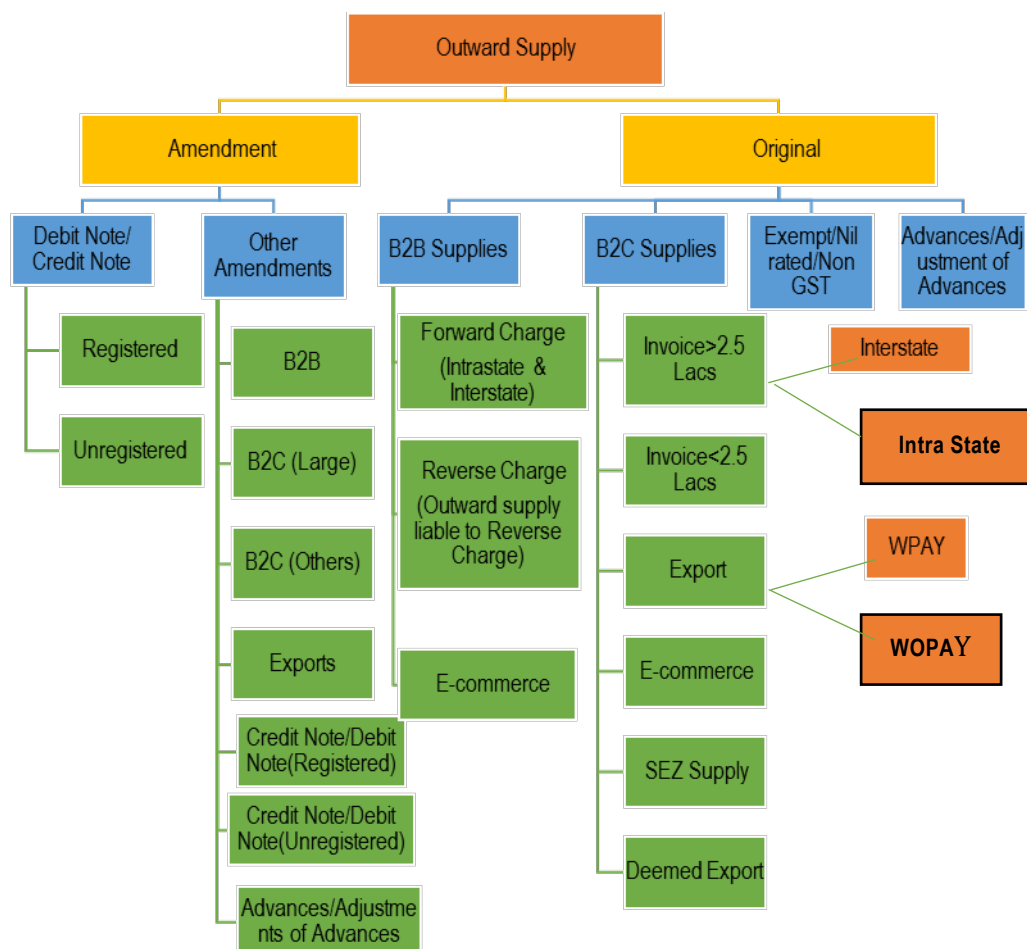 Outward Supply
Amendment
Original
Debit Note/
Credit Note
Other
Amendments
B2B Supplies
B2C Supplies
Exempt/Nil
rated/Non
GST
Advances/Adj
ustment of
Advances
Registered
Unregistered
B2B
B2C (Large)
B2C (Others)
Exports
Credit Note/Debit
Note(Registered)
Credit Note/Debit
Note(Unregistered)
Advances/Adjustme
nts of Advances
Forward Charge
(Intrastate &
Interstate)
Reverse Charge
(Outward supply
liable to Reverse
Charge)
E-commerce
Invoice>2.5
Lacs
Invoice<2.5
Lacs
Export
E-commerce
SEZ Supply
Deemed Export
Interstate
Intra State
WPAY
WOPAY